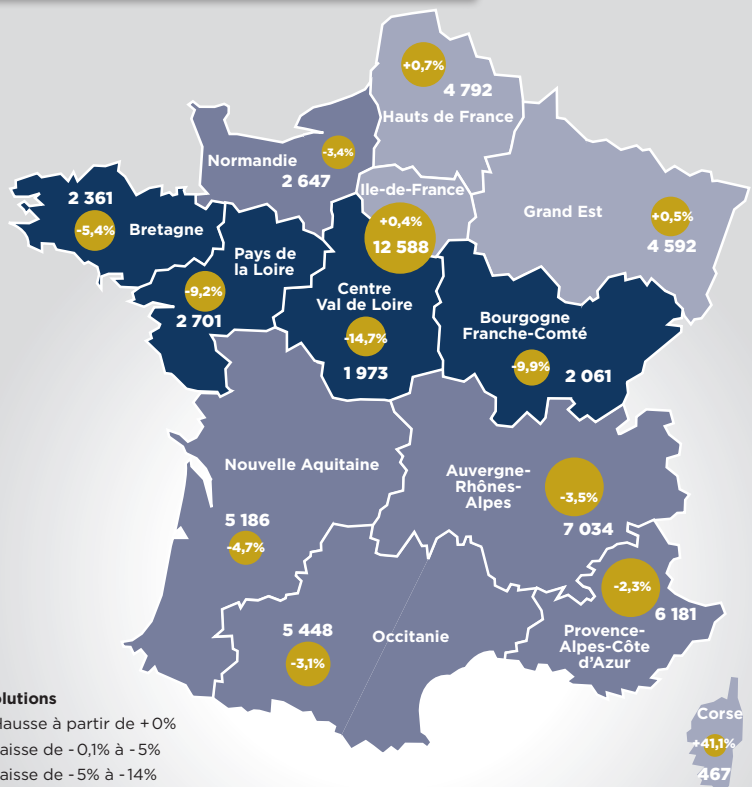 +0,7%
4 792
Hauts de France
Normandie
-3,4%
2 647
Ile-de-France
+0,4%
12 588
Grand Est
+0,5%
4 592
2 361
-5,4%
Bretagne
Pays de
la Loire
-9,2%
2 701
Centre
Val de Loire
-14,7%
1 973
Bourgogne
Franche-Comté
-9,9%
2 061
Nouvelle Aquitaine
5 186
-4,7%
Auvergne-
Rhônes-
Alpes
-3,5%
7 034
5 448
-3,1%
Occitanie
-2,3%
6 181
Provence-
Alpes-Côte
d'Azur
Corse
+41,1%
467
olutions
Hausse à partir de +0%
aisse de -0,1% à -5%
aisse de -5% à -14%